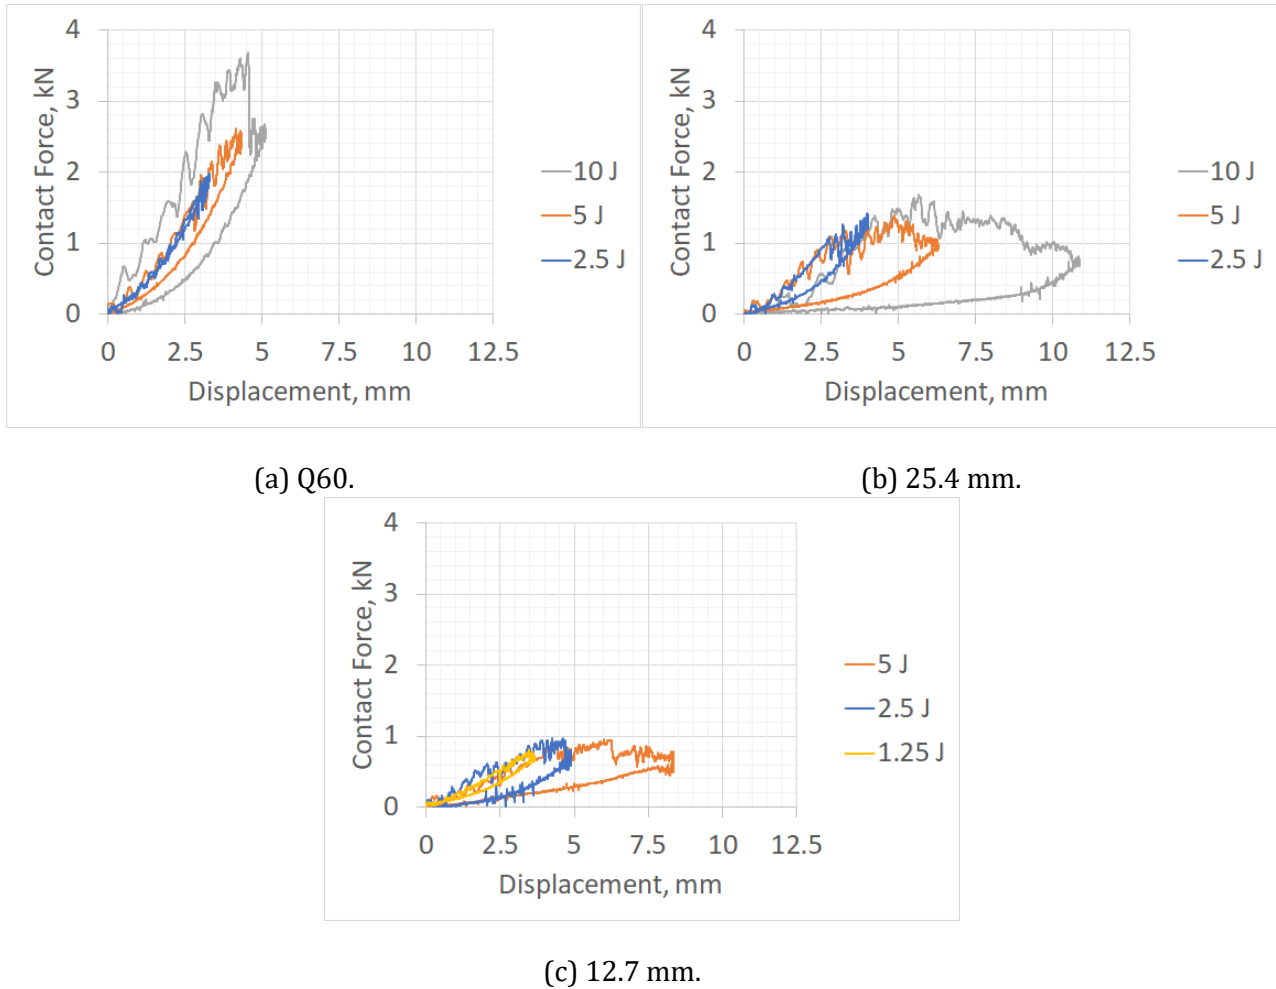 4
3
2
1
0
Contact Force, kN
0 2.5 5 7.5 10 12.5
Displacement, mm
10 J
5 J
2.5 J
4
3
2
1
0
Contact Force, kN
0 2.5 5 7.5 10 12.5
Displacement, mm
10 J
5 J
2.5 J
(a) Q60.
(b) 25.4 mm.
4
3
2
1
0
Contact Force, kN
0 2.5 5 7.5 10 12.5
Displacement, mm
5 J
2.5 J
1.25 J
(c) 12.7 mm.